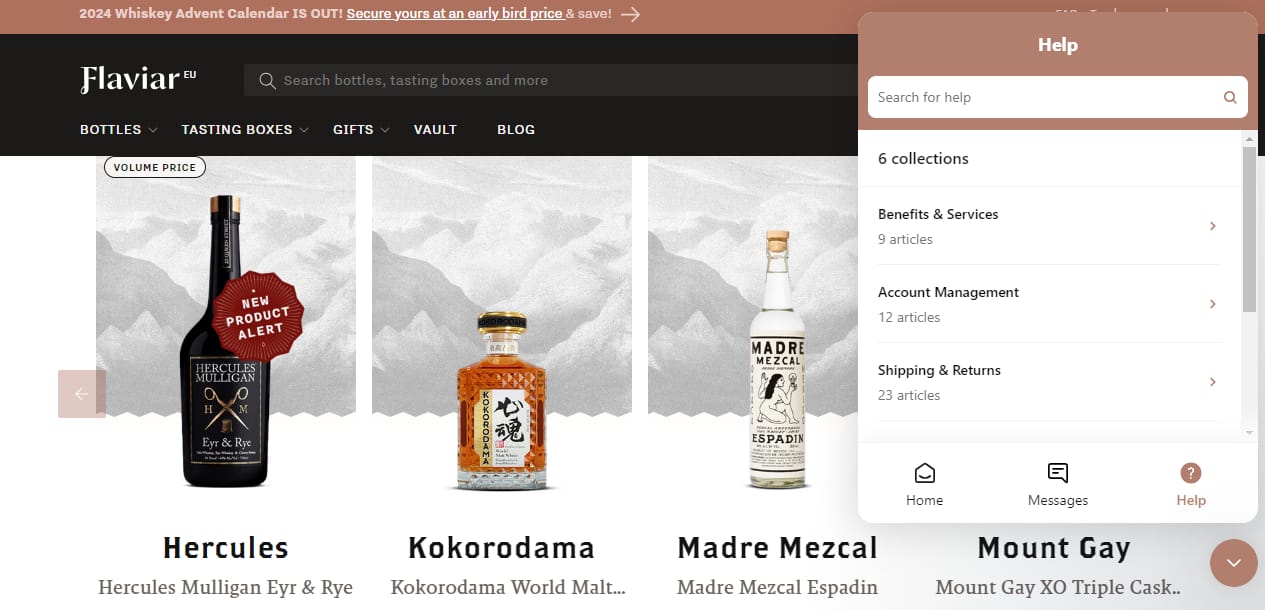 2024 Whiskey Advent Calendar IS OUT! Secure yours at an early bird price & save!
Flaviar EU
Search bottles, tasting boxes and more
BOTTLES TASTING BOXES GIFTS VAULT BLOG
VOLUME PRICE
NEW
PRODUCT
ALERT
HERCULES
MULLIGAN
H M
Eyr & Rye
KOKORODAMA
KOKORODAMA
心魂
MADRE
MEZCAL
ESPADIN
Hercules
Hercules Mulligan Eyr & Rye
Kokorodama
Kokorodama World Malt...
Madre Mezcal
Madre Mezcal Espadin
Mount Gay
Mount Gay XO Triple Cask..
Help
Search for help
6 collections
Benefits & Services
9 articles
Account Management
12 articles
Shipping & Returns
23 articles
Home
Messages
Help